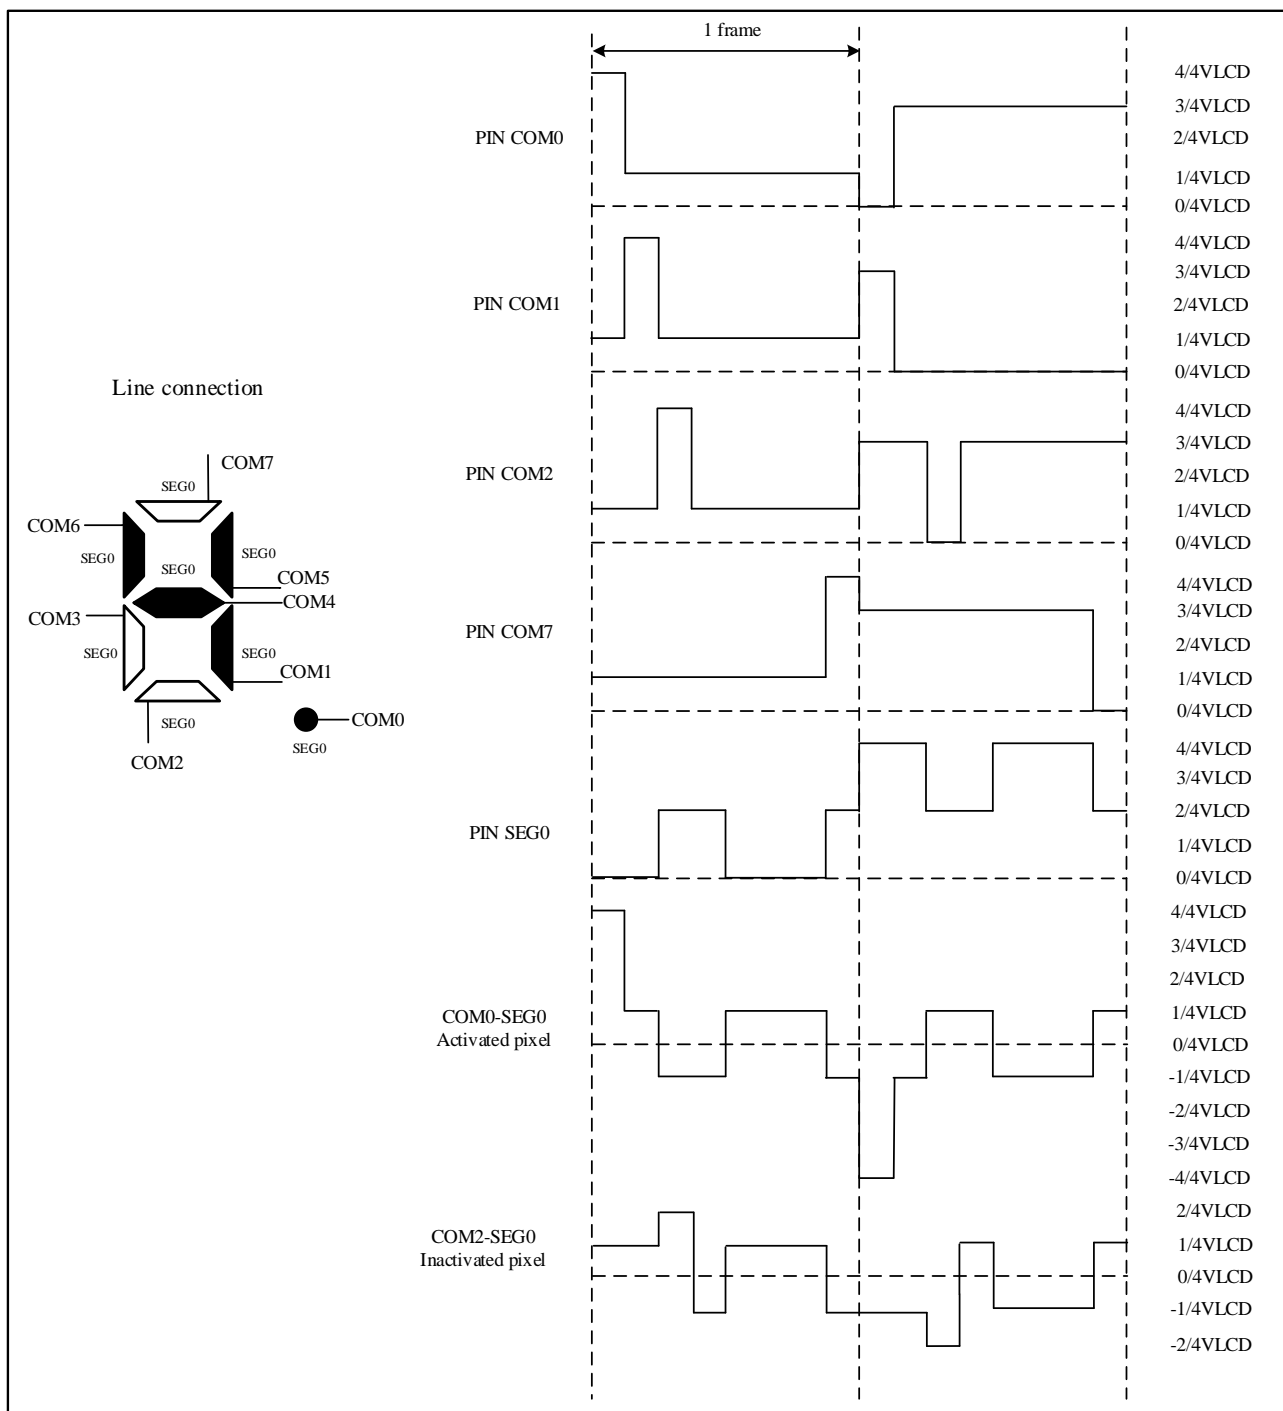 1 frame
PIN COM0
4/4VLCD
3/4VLCD
2/4VLCD
1/4VLCD
0/4VLCD
PIN COM1
4/4VLCD
3/4VLCD
2/4VLCD
1/4VLCD
0/4VLCD
Line connection
COM7
SEG0
COM6
SEG0
SEG0
SEG0
COM5
COM4
COM3
SEG0
SEG0
COM1
SEG0
COM2
COM0
SEG0
PIN COM2
4/4VLCD
3/4VLCD
2/4VLCD
1/4VLCD
0/4VLCD
PIN COM7
4/4VLCD
3/4VLCD
2/4VLCD
1/4VLCD
0/4VLCD
PIN SEG0
4/4VLCD
3/4VLCD
2/4VLCD
1/4VLCD
0/4VLCD
COM0-SEG0
Activated pixel
4/4VLCD
3/4VLCD
2/4VLCD
1/4VLCD
0/4VLCD
-1/4VLCD
-2/4VLCD
-3/4VLCD
-4/4VLCD
COM2-SEG0
Inactivated pixel
2/4VLCD
1/4VLCD
0/4VLCD
-1/4VLCD
-2/4VLCD